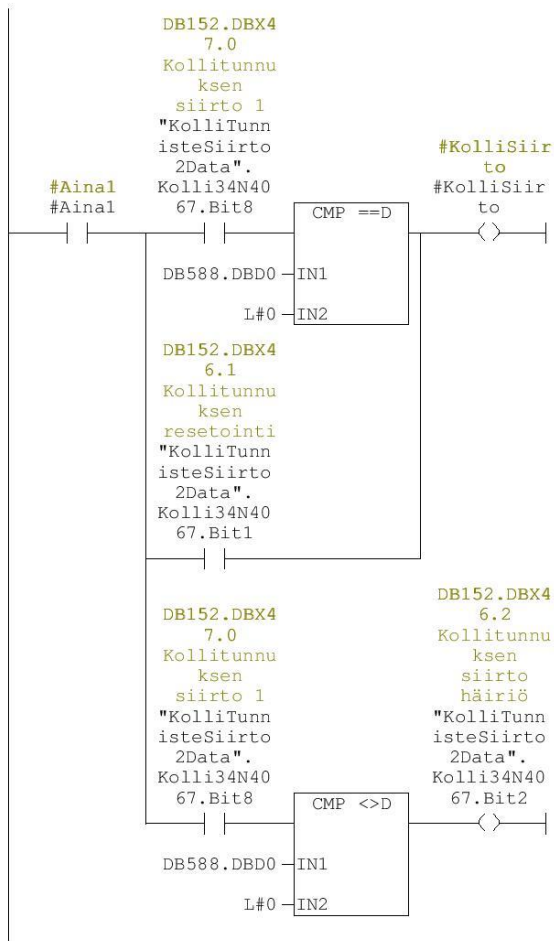 DB152.DBX4
7.0
Kollitunnu
ksen
siirto 1
"KolliTunn
isteSiirto
2Data".
Kolli34N40
67.Bit8
#Aina1
#Aina1
CMP ==D
#KolliSiir
to
#KolliSiir
to
DB588.DBD0
IN1
L#0
IN2
DB152.DBX4
6.1
Kollitunnu
ksen
resetointi
"KolliTunn
isteSiirto
2Data".
Kolli34N40
67.Bit1
DB152.DBX4
7.0
Kollitunnu
ksen
siirto 1
"KolliTunn
isteSiirto
2Data".
Kolli34N40
67.Bit8
CMP <>D
DB152.DBX4
6.2
Kollitunnu
ksen
siirto
häiriö
"KolliTunn
isteSiirto
2Data".
Kolli34N40
67.Bit2
DB588.DBD0
IN1
L#0
IN2